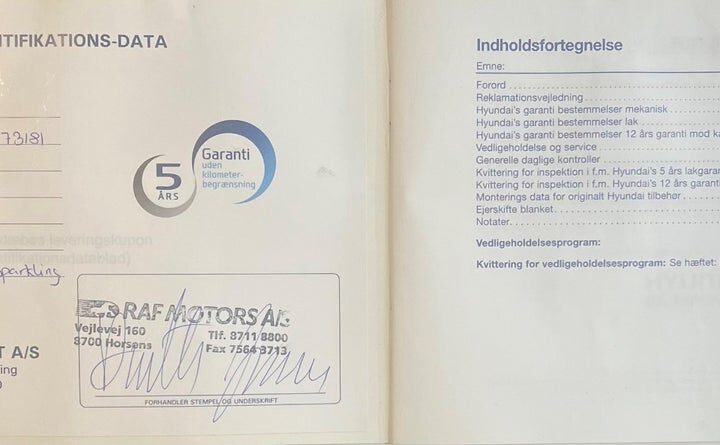 TIFIKATIONS-DATA
73181
Garanti
uden
kilometer-
begrænsning
5
ÅRS
leveringskupon
Sparkling
RAF MOTORS A/S
Vejlevej 160
8700 Horsens
Tlf. 8711 8800
Fax 7564 3713
T A/S
ing
FORHANDLER STEMPEL OG UNDERSKRIFT
Indholdsfortegnelse
Emne:
Forord
Reklamationsvejledning
Hyundai's garanti bestemmelser mekanisk
Hyundai's garanti bestemmelser lak
Hyundai's garanti bestemmelser 12 års garanti mod ka
Vedligeholdelse og service
Generelle daglige kontroller
Kvittering for inspektion i f.m. Hyundai's 5 års lakgaran
Kvittering for inspektion i f.m. Hyundai's 12 års garanti
Monterings data for originalt Hyundai tilbehør
Ejerskifte blanket
Notater
Vedligeholdelsesprogram:
Kvittering for vedligeholdelsesprogram: Se hæftet: